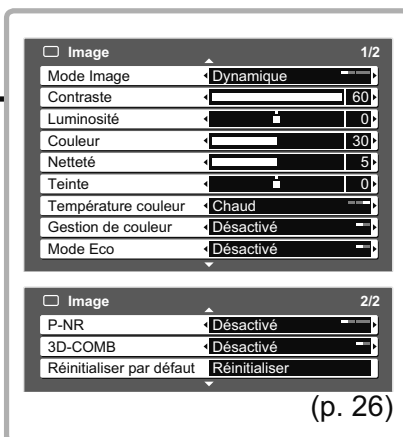 Image 1/2
Mode Image Dynamique
Contraste 60
Luminosité 0
Couleur 30
Netteté 5
Teinte 0
Température couleur Chaud
Gestion de couleur Désactivé
Mode Eco Désactivé
Image 2/2
P-NR Désactivé
3D-COMB Désactivé
Réinitialiser par défaut Réinitialiser
(p. 26)